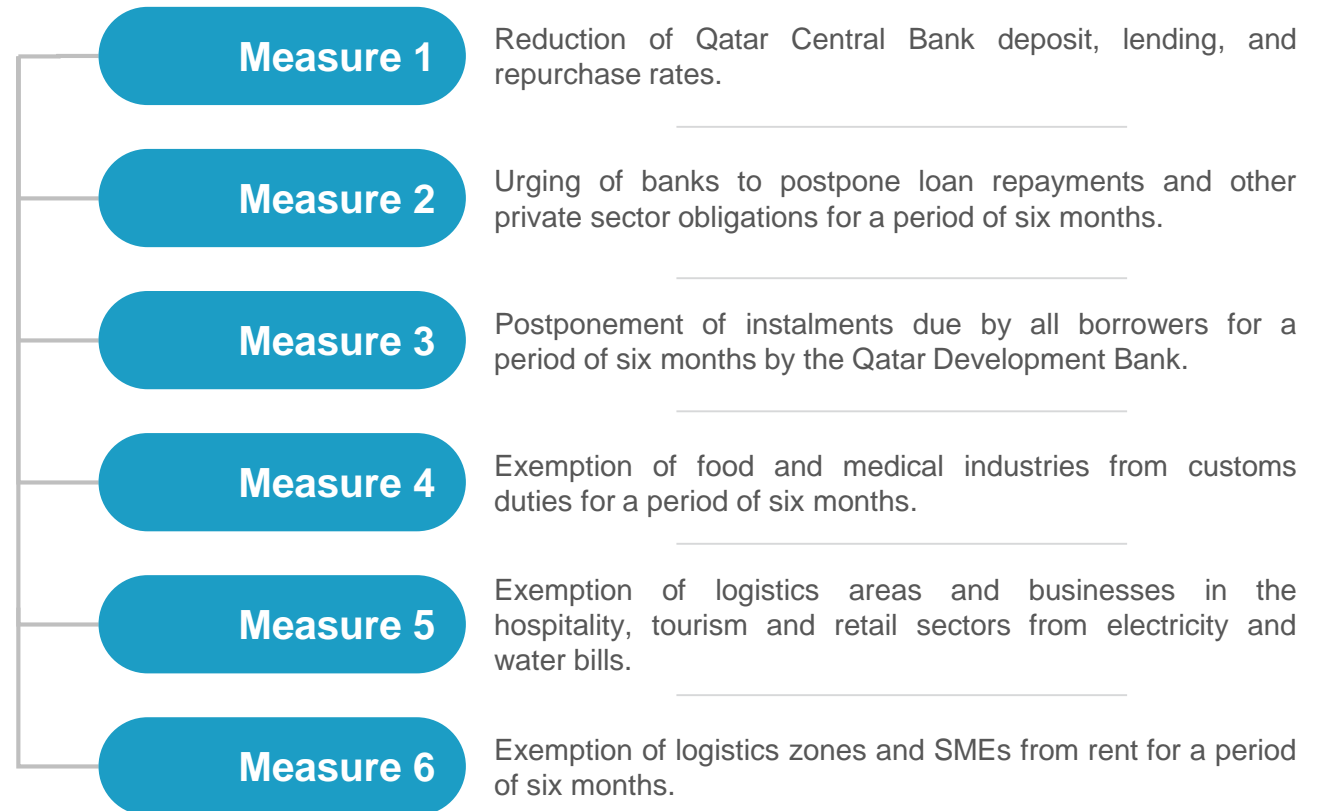 Measure 1
Reduction of Qatar Central Bank deposit, lending, and
repurchase rates.
Measure 2
Urging of banks to postpone loan repayments and other
private sector obligations for a period of six months.
Measure 3
Postponement of instalments due by all borrowers for a
period of six months by the Qatar Development Bank.
Measure 4
Exemption of food and medical industries from customs
duties for a period of six months.
Measure 5
Exemption of logistics areas and businesses in the
hospitality, tourism and retail sectors from electricity and
water bills.
Measure 6
Exemption of logistics zones and SMEs from rent for a period
of six months.